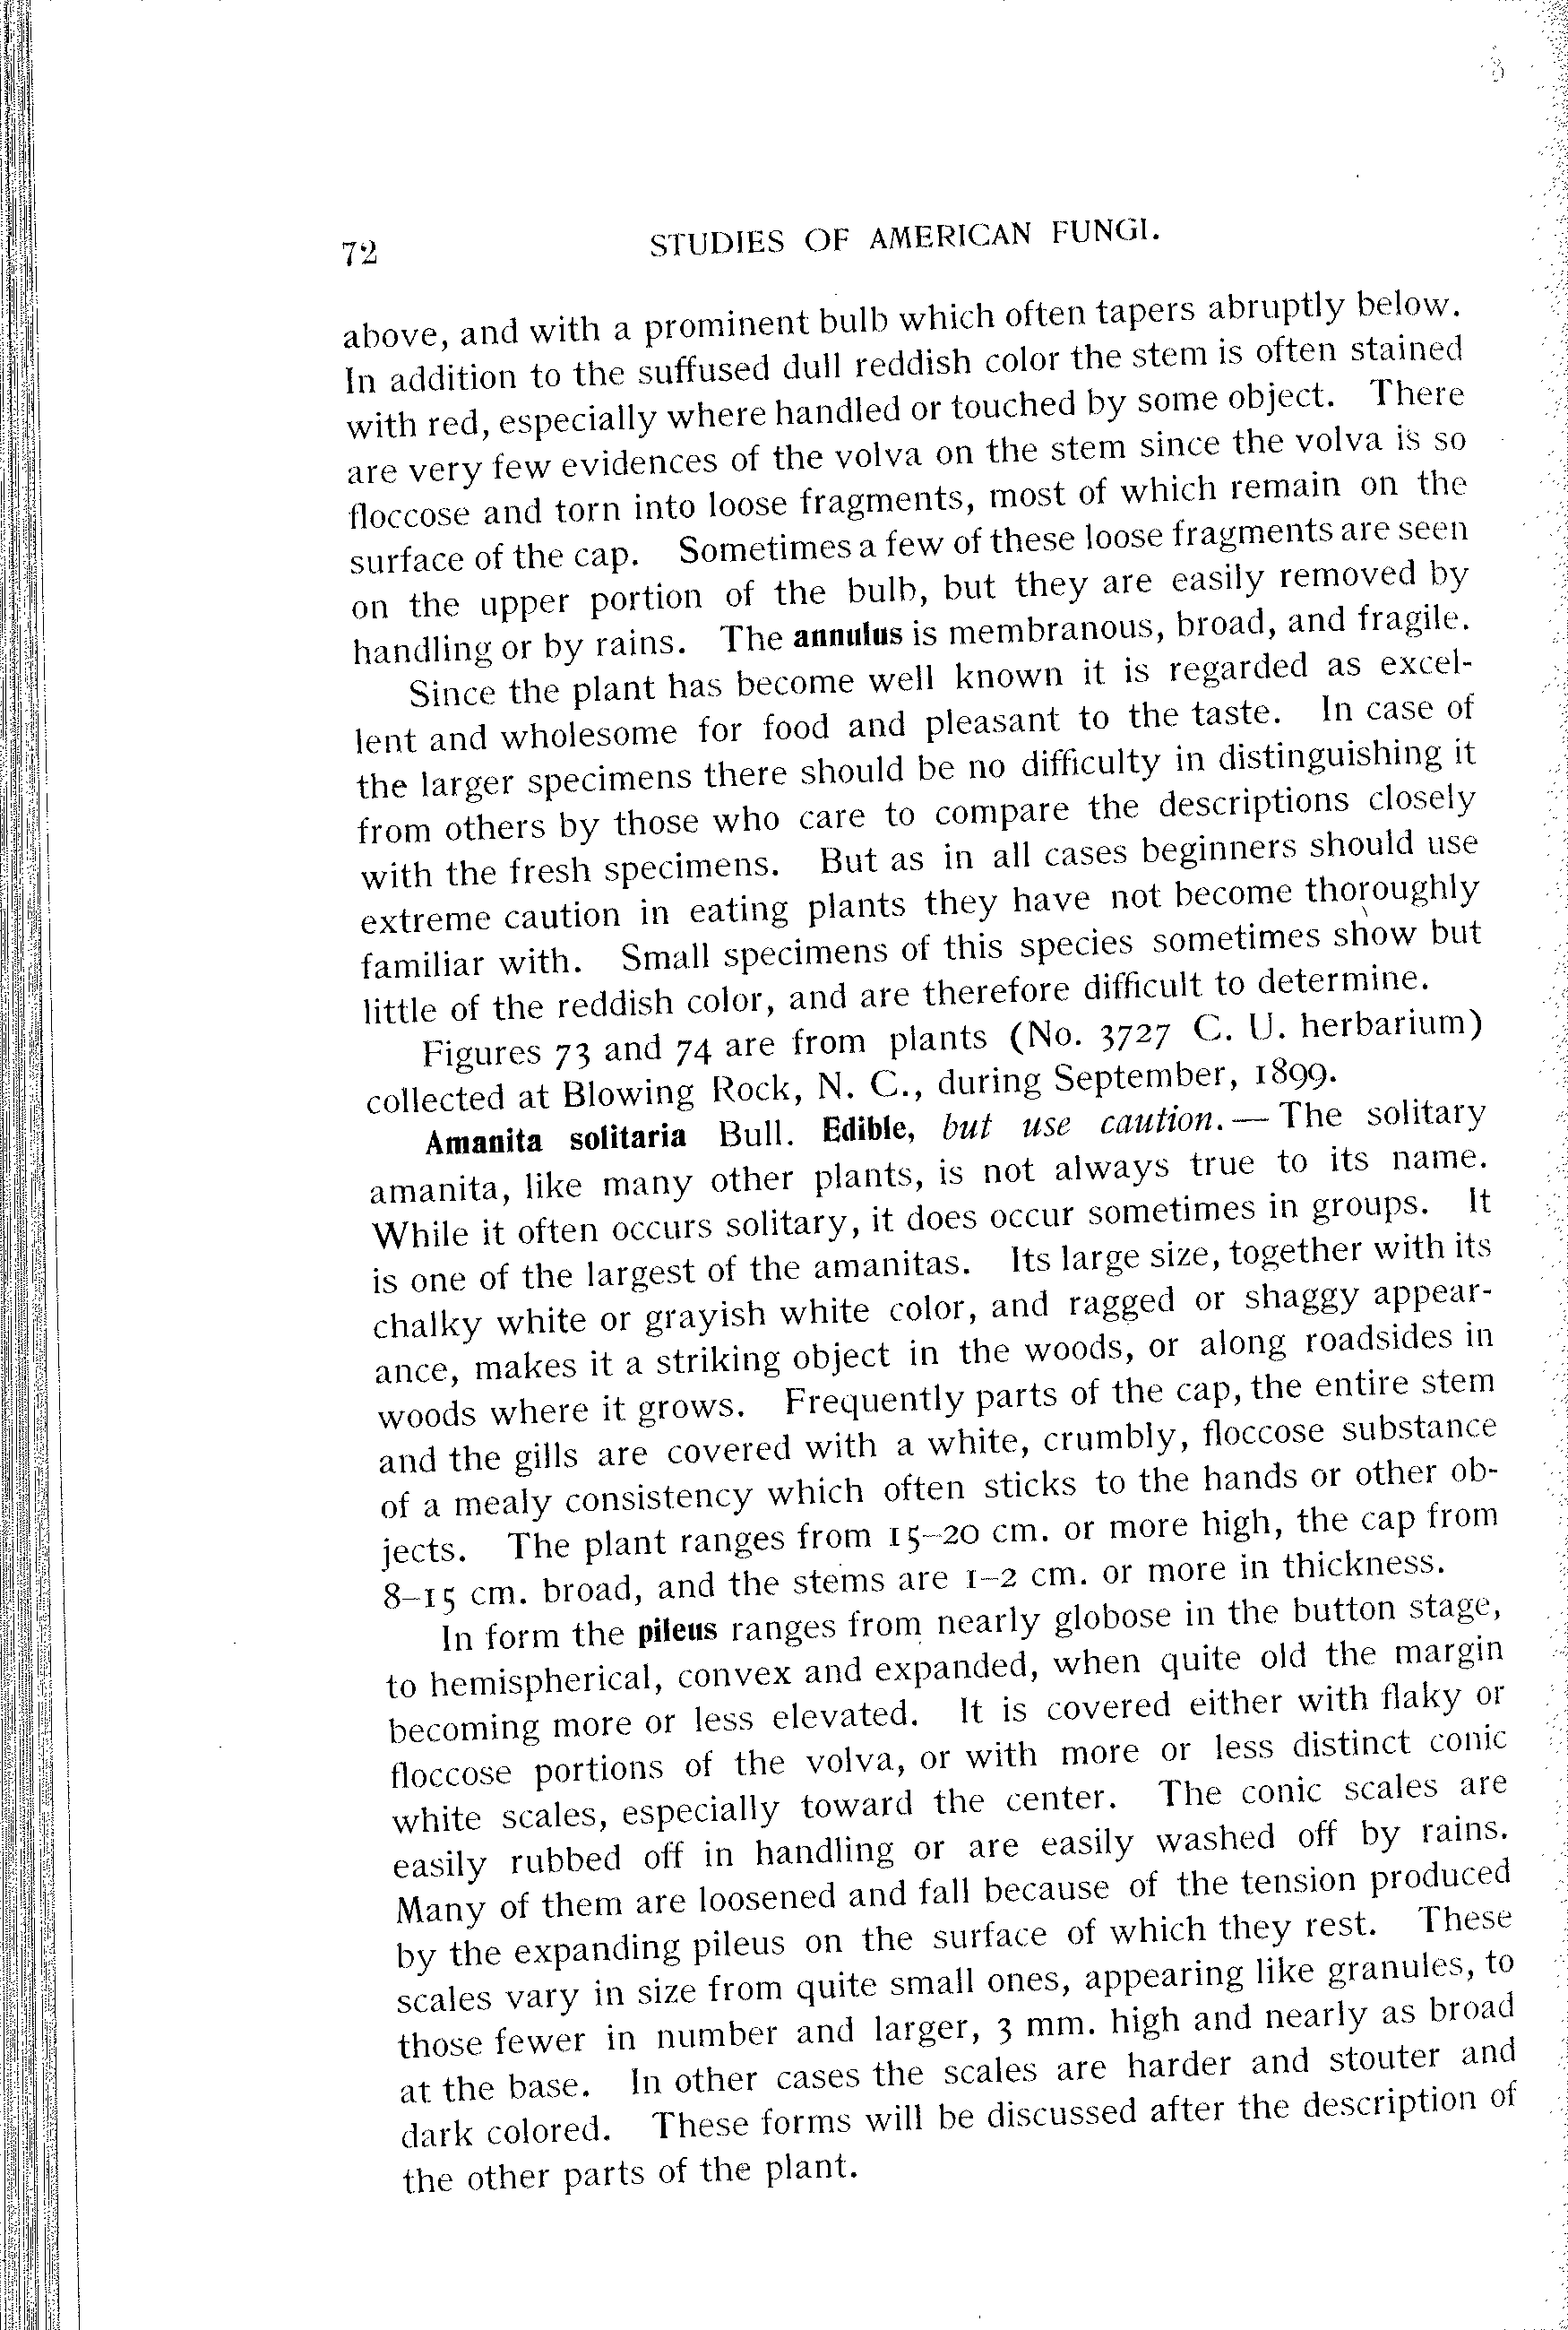 72 STUDIES OF AMERICAN FUNGI.
above, and with a prominent bulb which often tapers abruptly below.
In addition to the suffused dull reddish color the stem is often stained
with red, especially where handled or touched by some object. There
are very few evidences of the volva on the stem since the volva is so
floccose and torn into loose fragments, most of which remain on the
surface of the cap. Sometimes a few of these loose fragments are seen
on the upper portion of the bulb, but they are easily removed by
handling or by rains. The annulus is membranous, broad, and fragile.
Since the plant has become well known it is regarded as excel-
lent and wholesome for food and pleasant to the taste. In case of
the larger specimens there should be no difficulty in distinguishing it
from others by those who care to compare the descriptions closely
with the fresh specimens. But as in all cases beginners should use
extreme caution in eating plants they have not become thoroughly
familiar with. Small specimens of this species sometimes show but
little of the reddish color, and are therefore difficult to determine.
Figures 73 and 74 are from plants (No. 3727 C. U. herbarium)
collected at Blowing Rock, N. C., during September, 1899.
Amanita solitaria Bull. Edible, but use caution.— The solitary
amanita, like many other plants, is not always true to its name.
While it often occurs solitary, it does occur sometimes in groups. It
is one of the largest of the amanitas. Its large size, together with its
chalky white or grayish white color, and ragged or shaggy appear-
ance, makes it a striking object in the woods, or along roadsides in
woods where it grows. Frequently parts of the cap, the entire stem
and the gills are covered with a white, crumbly, floccose substance
of a mealy consistency which often sticks to the hands or other ob-
jects. The plant ranges from 15–20 cm. or more high, the cap from
8–15 cm. broad, and the stems are 1–2 cm. or more in thickness.
In form the pileus ranges from nearly globose in the button stage,
to hemispherical, convex and expanded, when quite old the margin
becoming more or less elevated. It is covered either with flaky or
floccose portions of the volva, or with more or less distinct conic
white scales, especially toward the center. The conic scales are
easily rubbed off in handling or are easily washed off by rains.
Many of them are loosened and fall because of the tension produced
by the expanding pileus on the surface of which they rest. These
scales vary in size from quite small ones, appearing like granules, to
those fewer in number and larger, 3 mm. high and nearly as broad
at the base. In other cases the scales are harder and stouter and
dark colored. These forms will be discussed after the description of
the other parts of the plant.